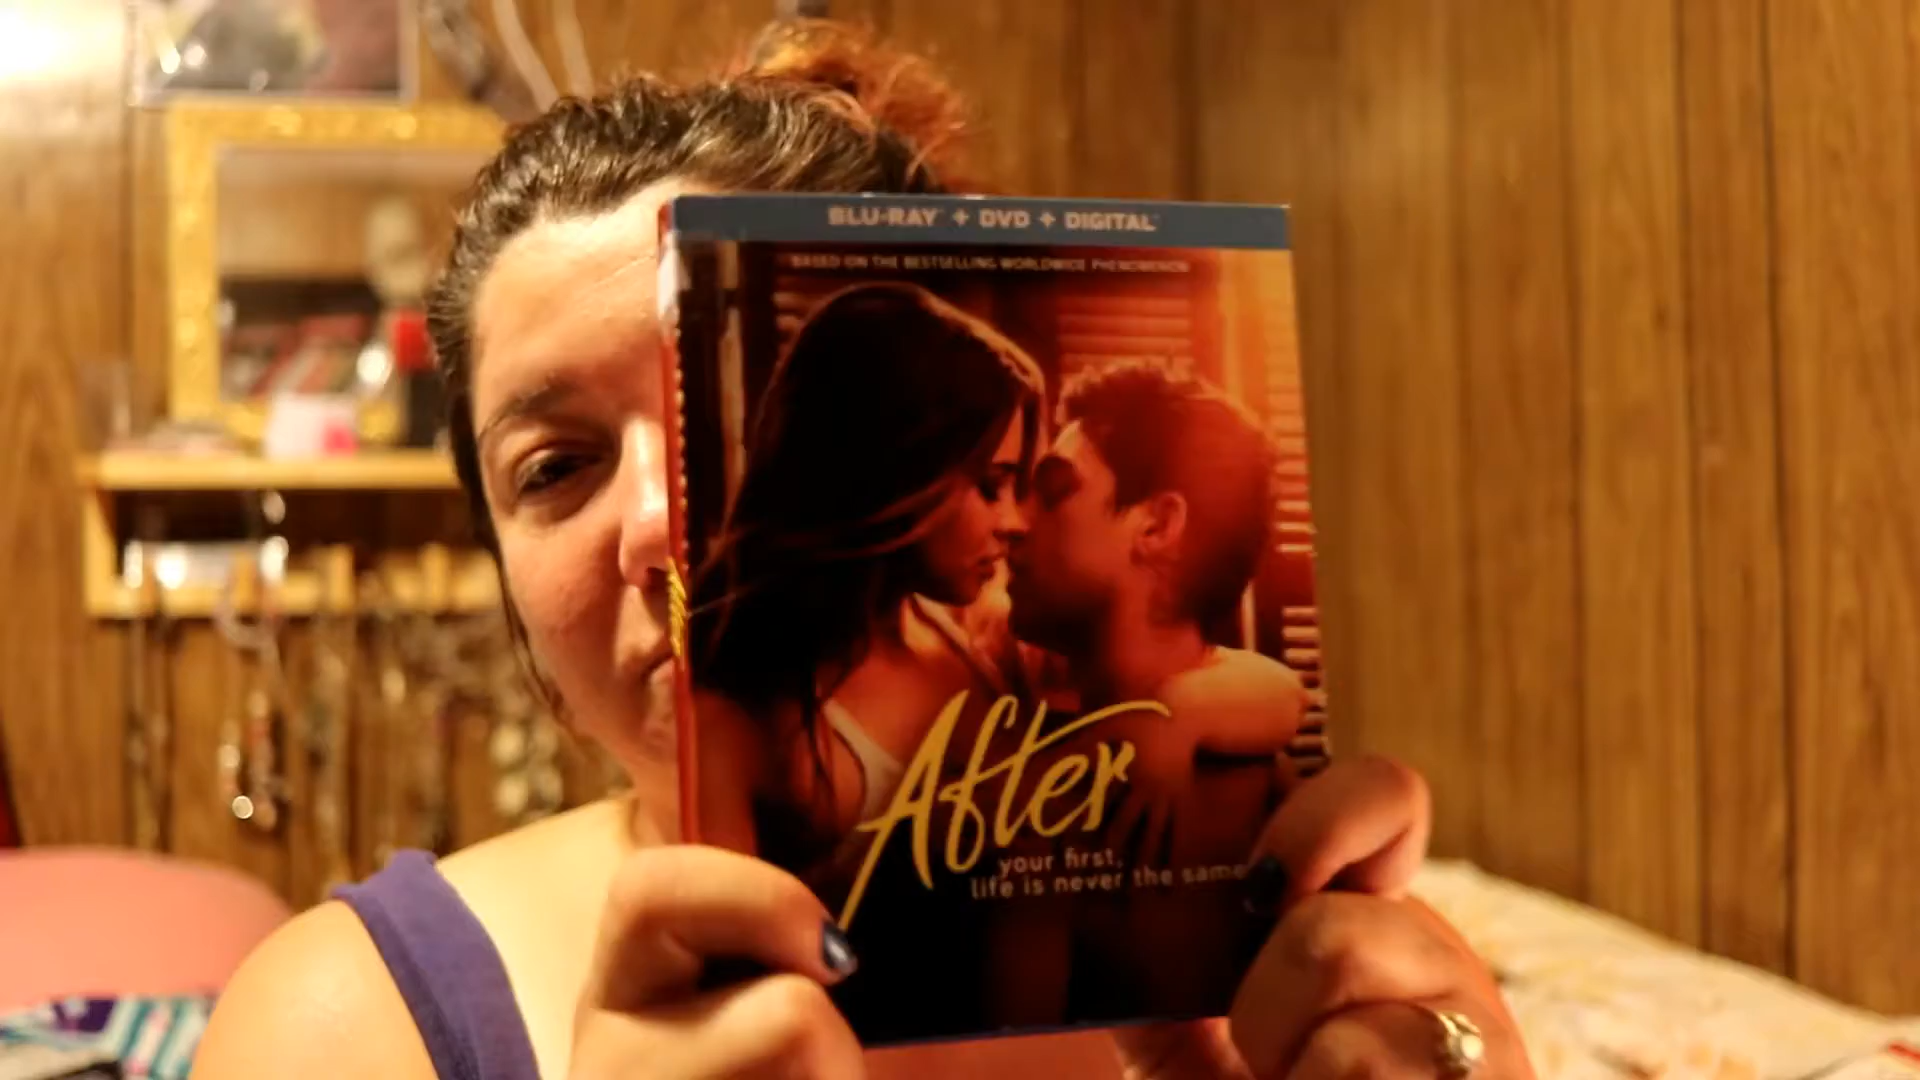 BLU-RAY + DVD + DIGITAL
BASED ON THE BESTSELLING WORLDWIDE PHENOMENON
After
your first,
life is never the same